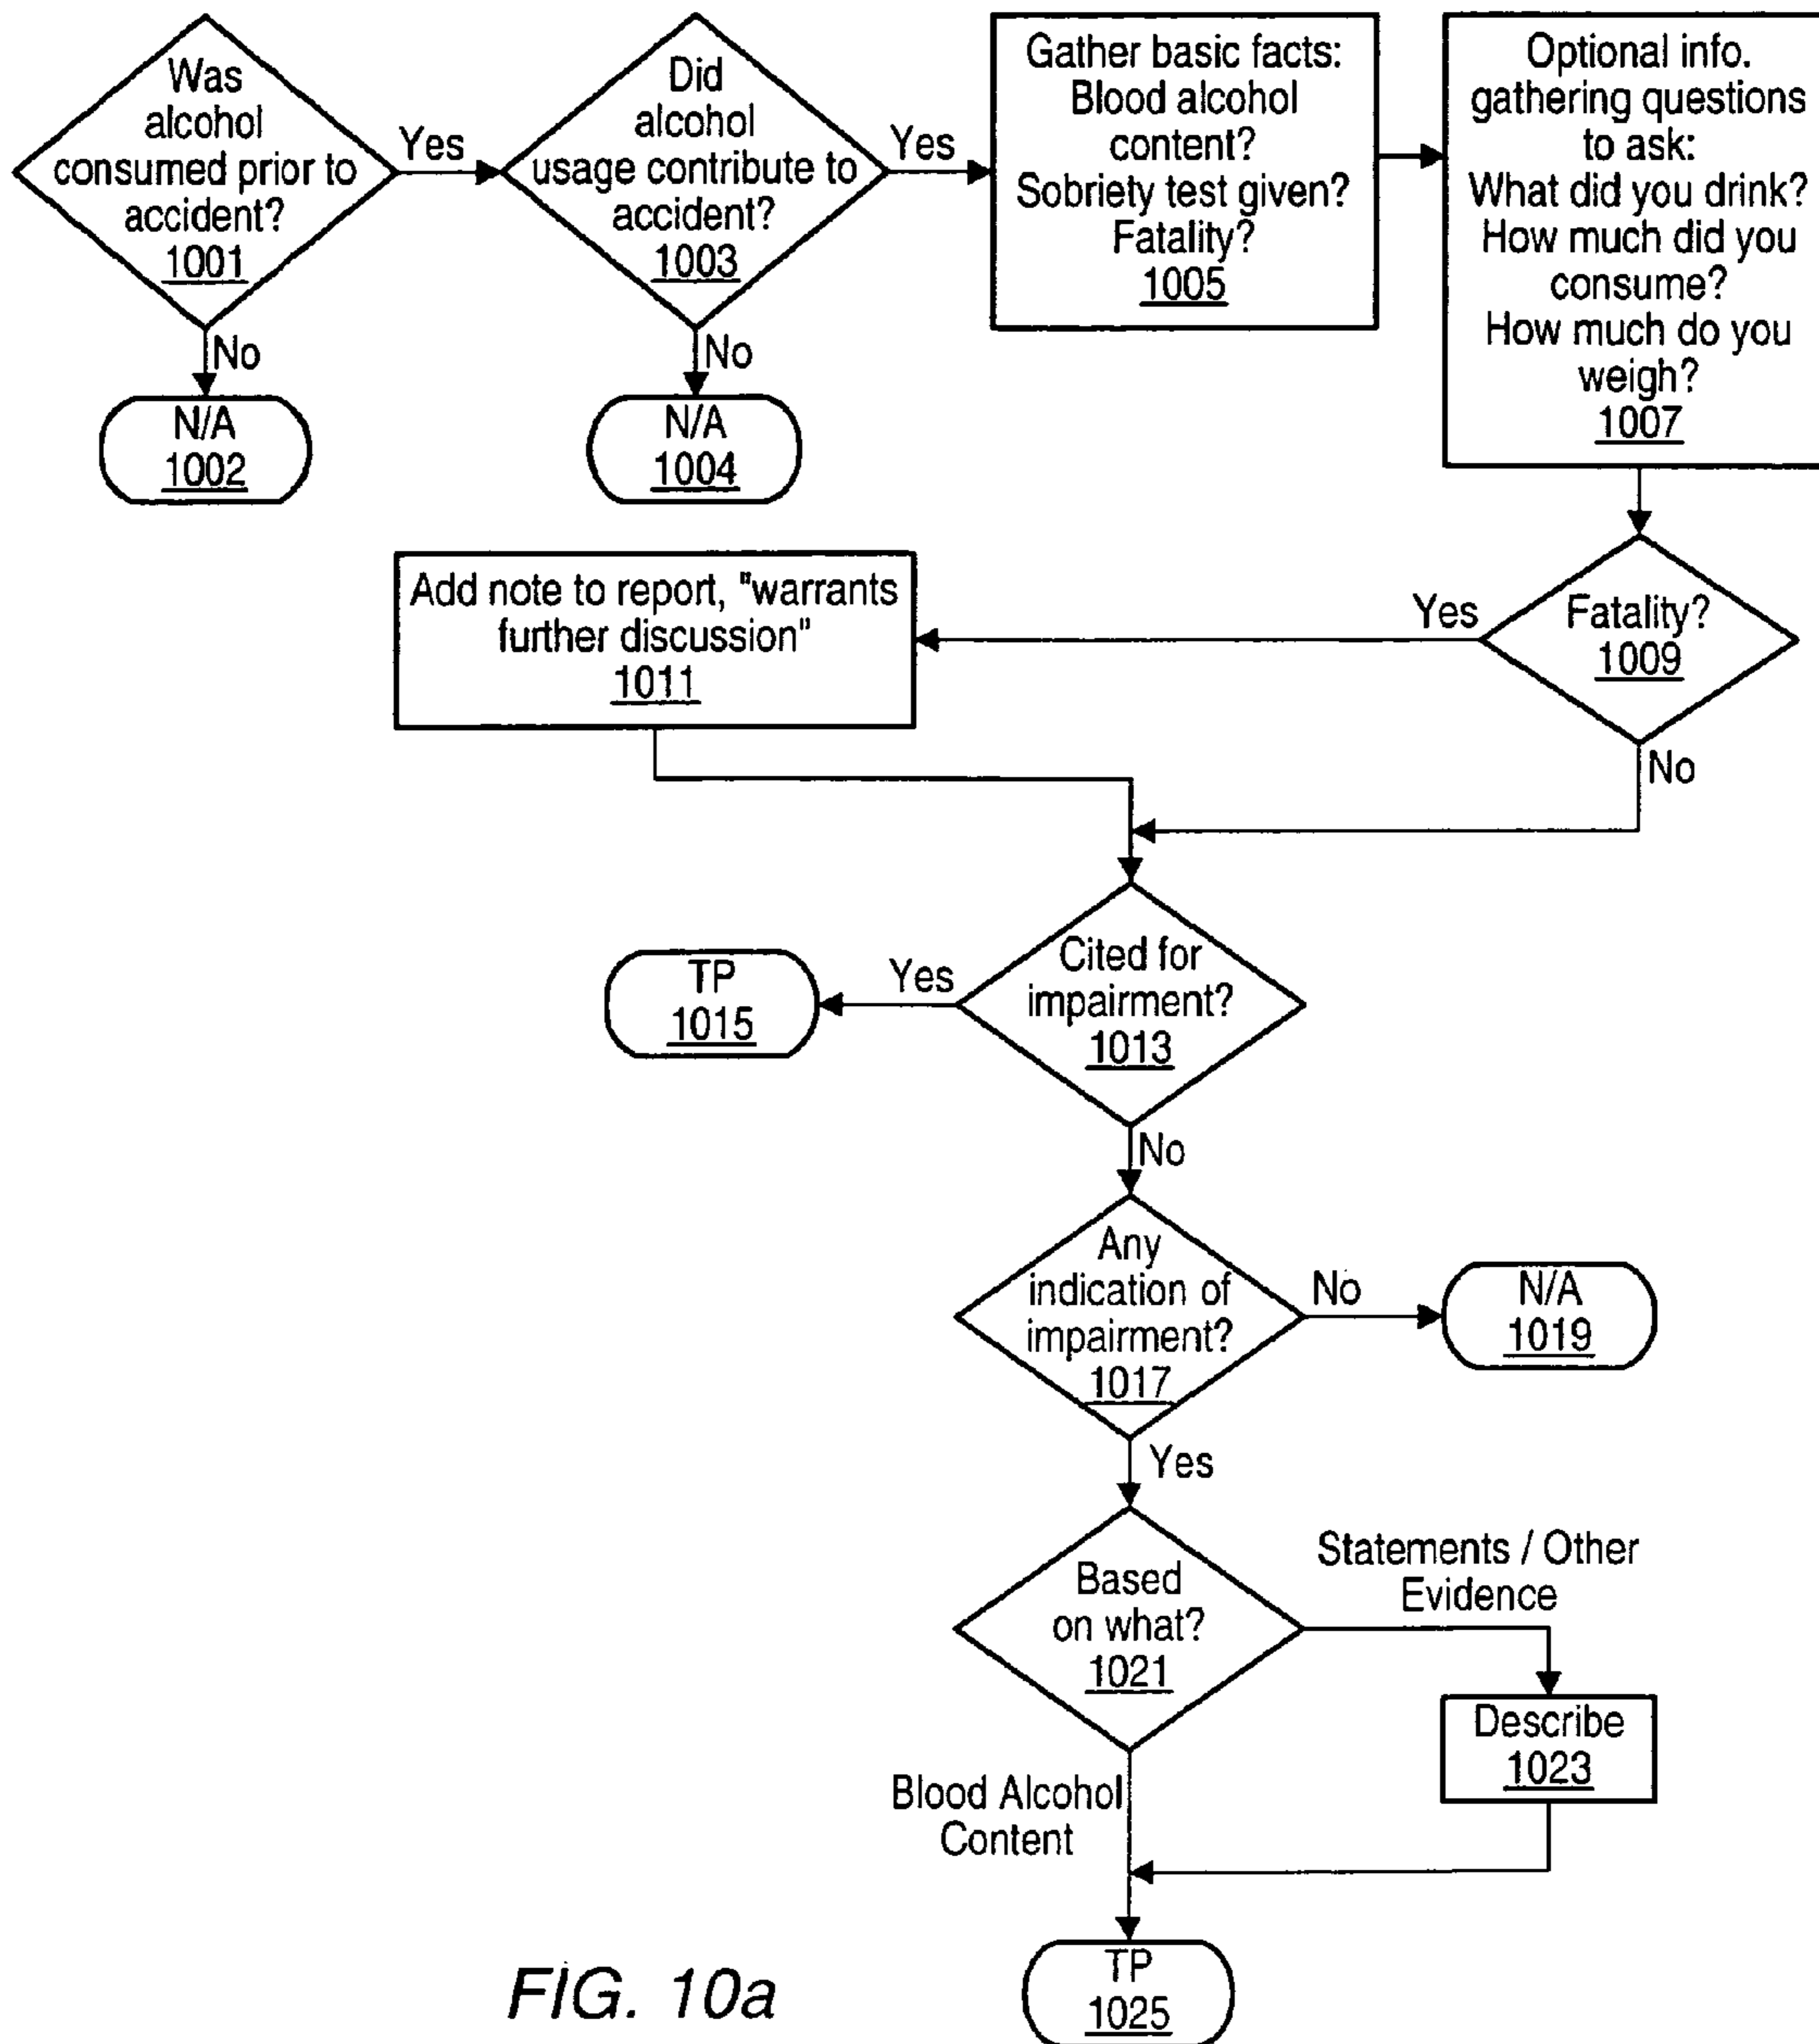 Was
alcohol
consumed prior to
accident?
1001
Yes
No
N/A
1002
Did
alcohol
usage contribute to
accident?
1003
Yes
No
N/A
1004
Gather basic facts:
Blood alcohol
content?
Sobriety test given?
Fatality?
1005
Optional info.
gathering questions
to ask:
What did you drink?
How much did you
consume?
How much do you
weigh?
1007
Fatality?
1009
Yes
No
Add note to report, "warrants
further discussion"
1011
Cited for
impairment?
1013
Yes
TP
1015
No
Any
indication of
impairment?
1017
No
N/A
1019
Yes
Based
on what?
1021
Statements / Other
Evidence
Describe
1023
Blood Alcohol
Content
TP
1025
FIG. 10a